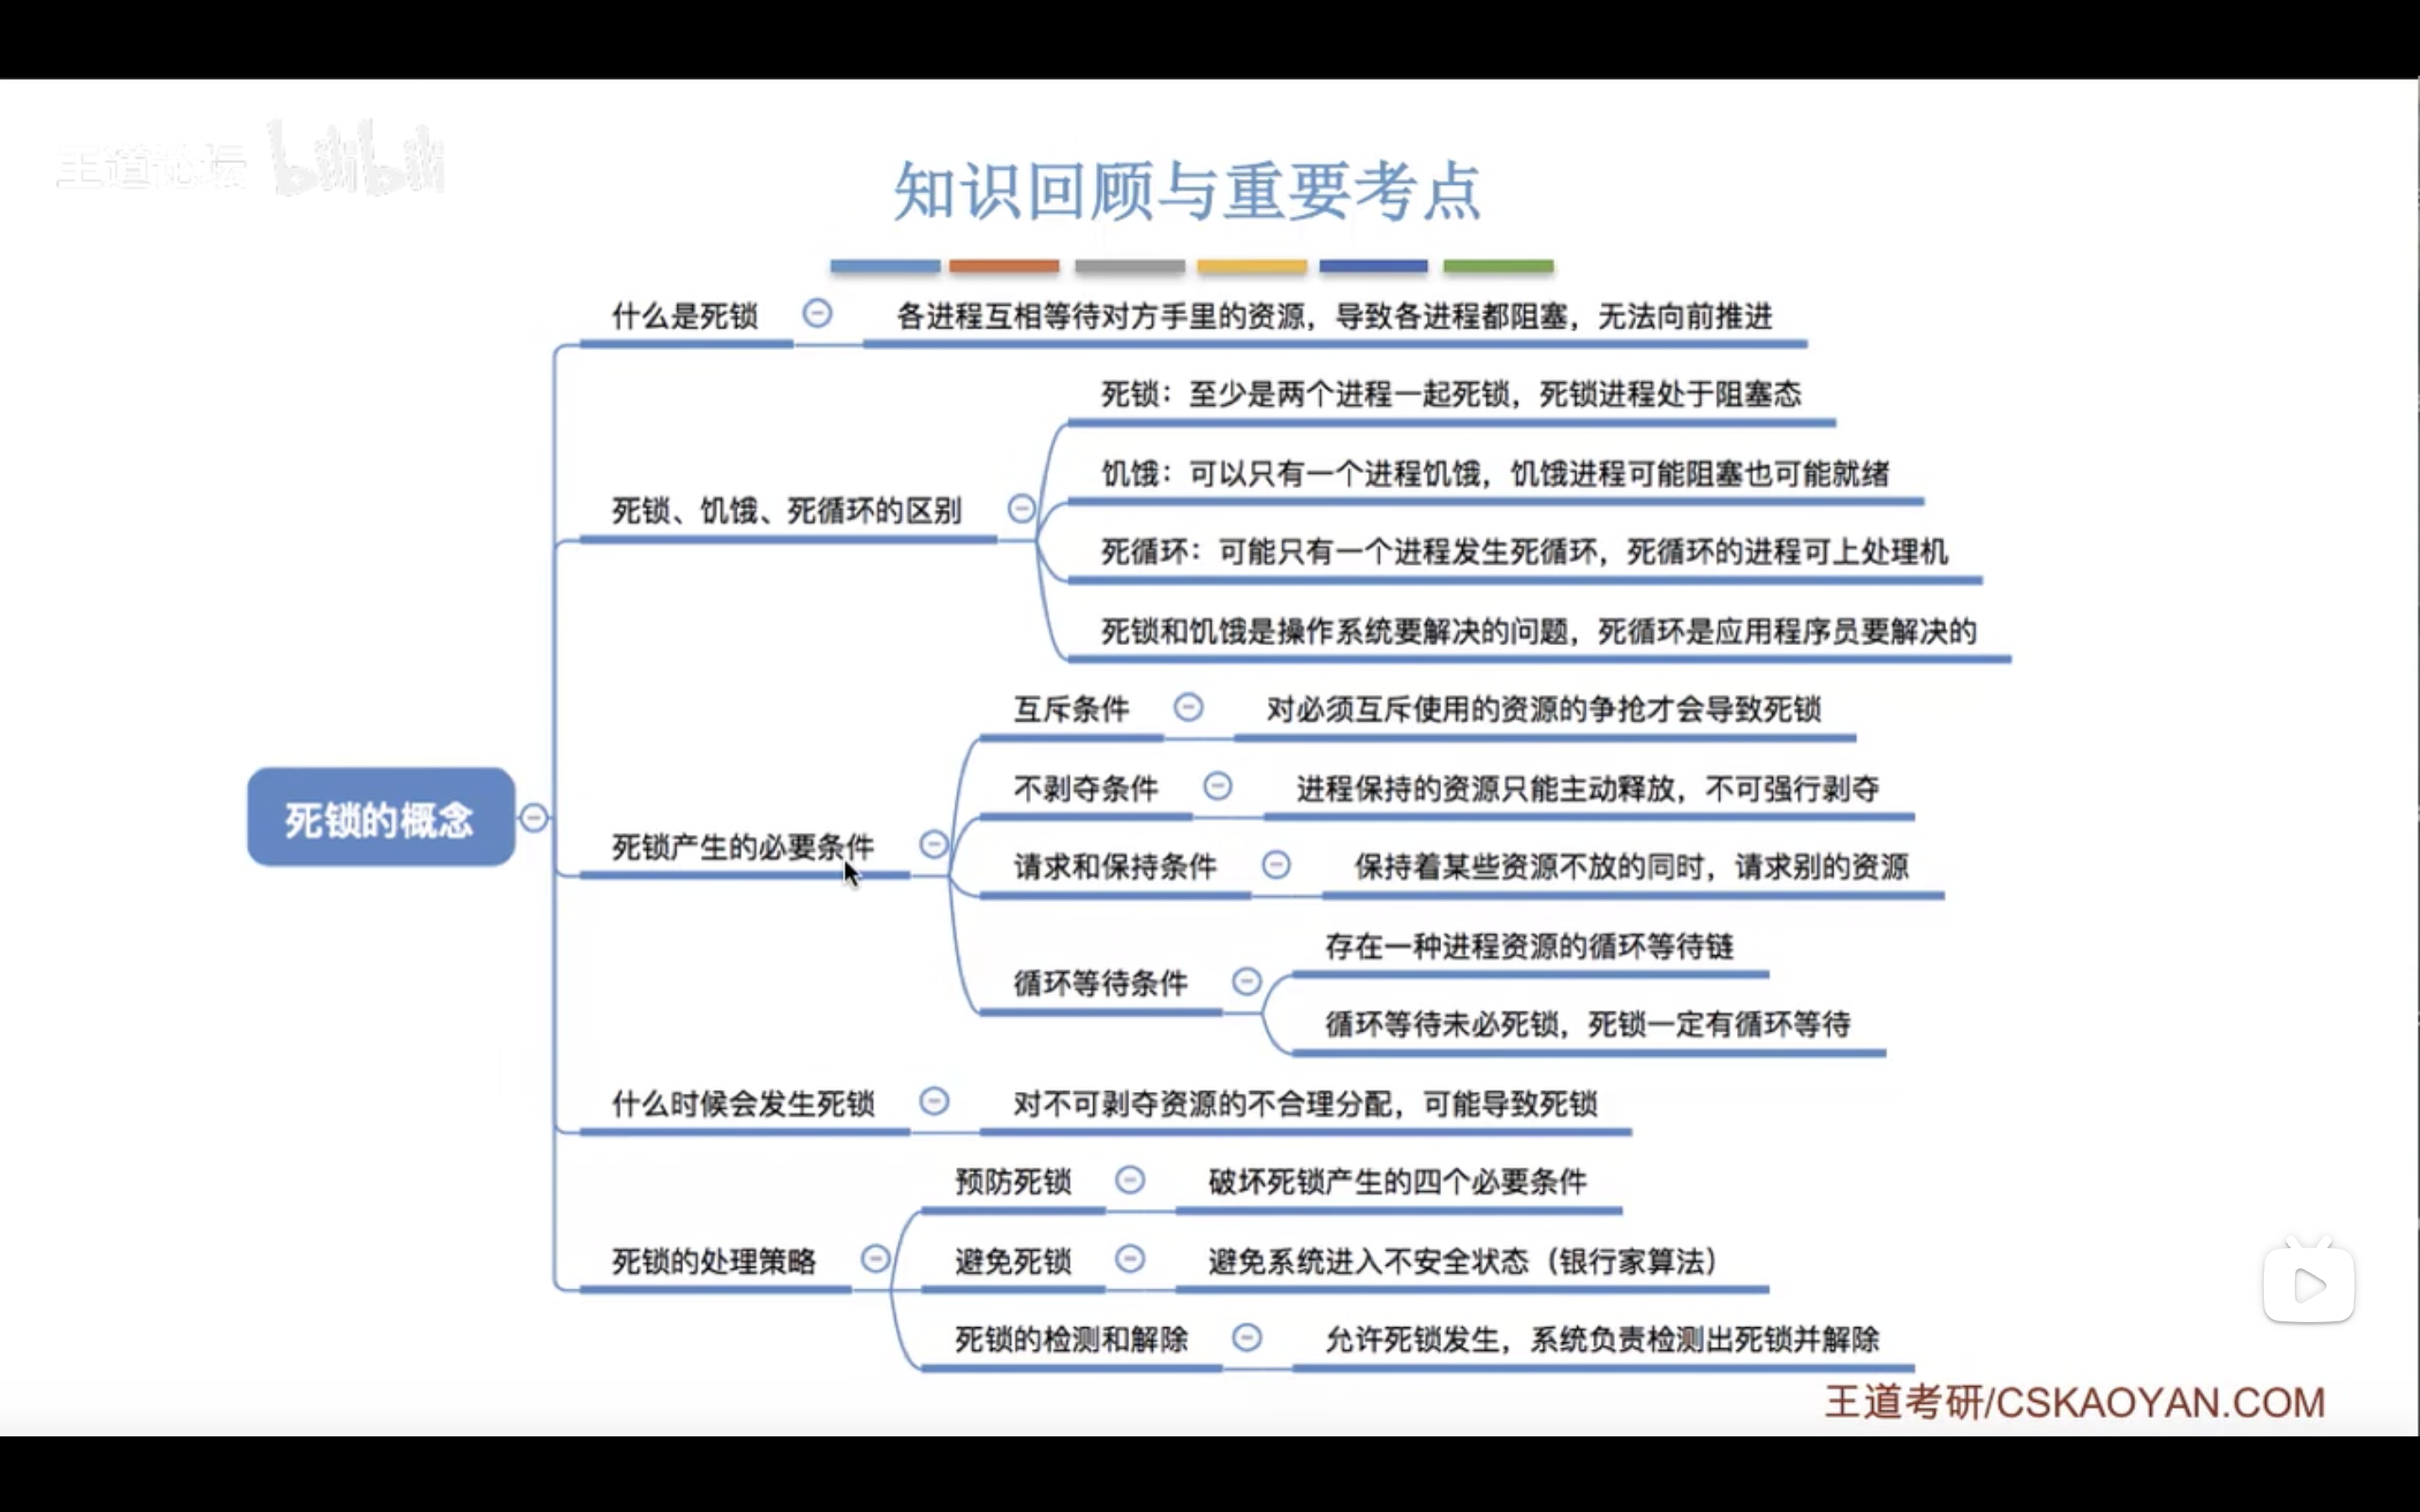 王道论坛 bilibili
知识回顾与重要考点
什么是死锁
各进程互相等待对方手里的资源，导致各进程都阻塞，无法向前推进
死锁、饥饿、死循环的区别
死锁：至少是两个进程一起死锁，死锁进程处于阻塞态
饥饿：可以只有一个进程饥饿，饥饿进程可能阻塞也可能就绪
死循环：可能只有一个进程发生死循环，死循环的进程可上处理机
死锁和饥饿是操作系统要解决的问题，死循环是应用程序员要解决的
死锁的概念
死锁产生的必要条件
互斥条件
对必须互斥使用的资源的争抢才会导致死锁
不剥夺条件
进程保持的资源只能主动释放，不可强行剥夺
请求和保持条件
保持着某些资源不放的同时，请求别的资源
循环等待条件
存在一种进程资源的循环等待链
循环等待未必死锁，死锁一定有循环等待
什么时候会发生死锁
对不可剥夺资源的不合理分配，可能导致死锁
死锁的处理策略
预防死锁
破坏死锁产生的四个必要条件
避免死锁
避免系统进入不安全状态（银行家算法）
死锁的检测和解除
允许死锁发生，系统负责检测出死锁并解除
王道考研/CSKAOYAN.COM